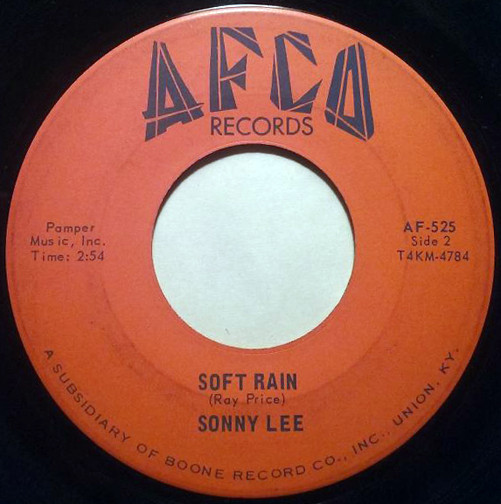 AFCO
RECORDS
Pamper
Music, Inc.
Time: 2:54
AF-525
Side 2
T4KM-4784
SOFT RAIN
(Ray Price)
SONNY LEE
A SUBSIDIARY OF BOONE RECORD CO., INC., UNION, KY.